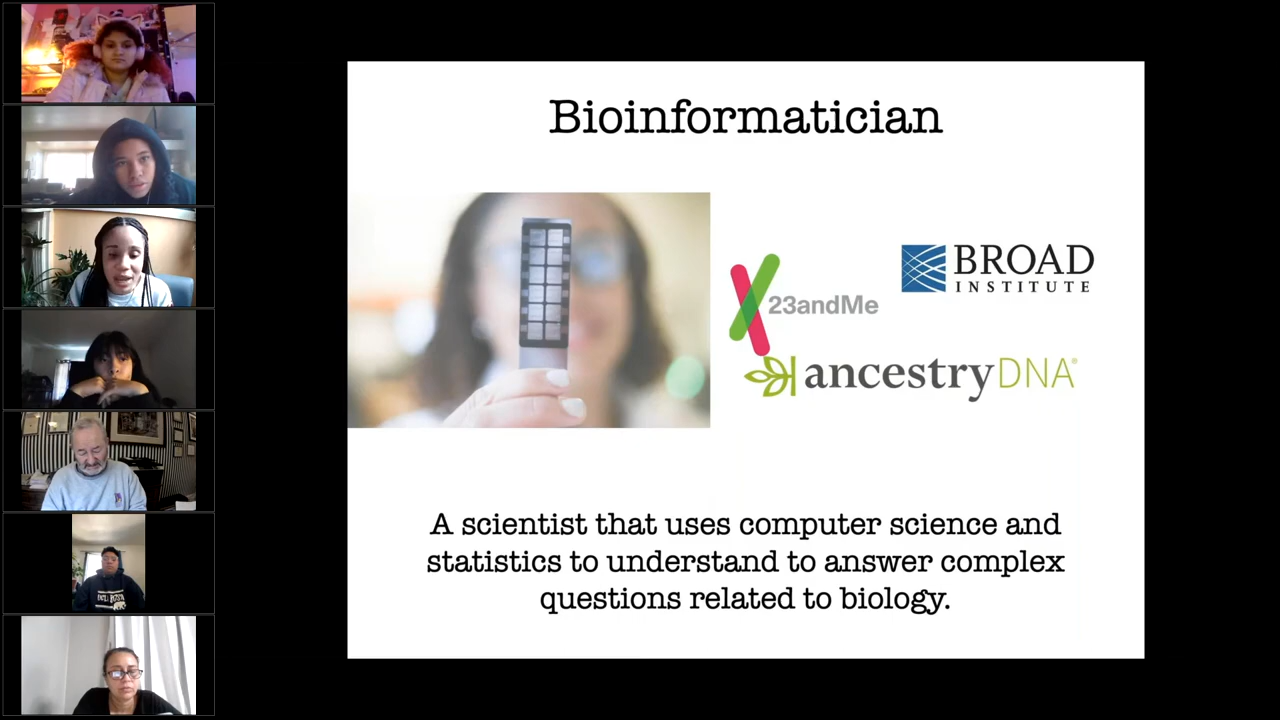 Bioinformatician
BROAD
INSTITUTE
23andMe
ancestryDNA®
A scientist that uses computer science and
statistics to understand to answer complex
questions related to biology.